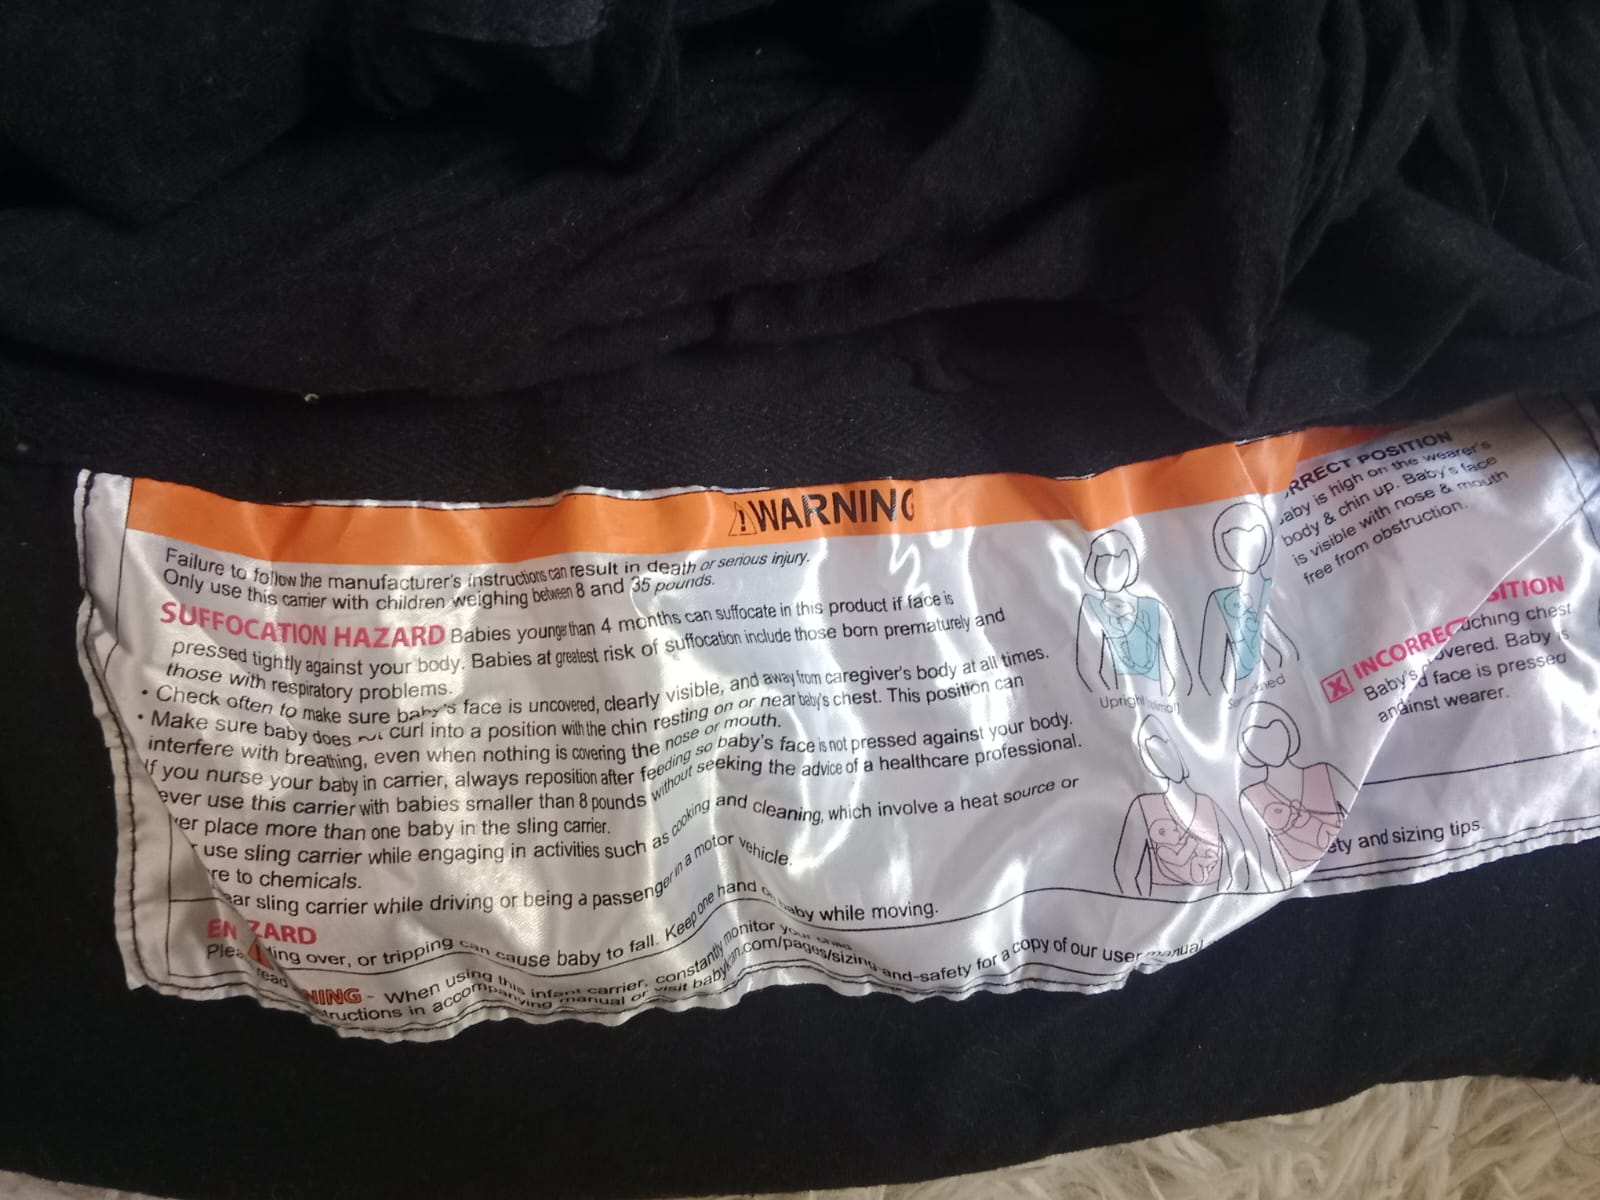 WARNING
Failure to follow the manufacturer's instructions can result in death or serious injury.
Only use this carrier with children weighing between 8 and 35 pounds.
SUFFOCATION HAZARD Babies younger than 4 months can suffocate in this product if face is
pressed tightly against your body. Babies at greatest risk of suffocation include those born prematurely and
those with respiratory problems.
• Check often to make sure baby's face is uncovered, clearly visible, and away from caregiver's body at all times.
• Make sure baby does not curl into a position with the chin resting on or near baby's chest. This position can
interfere with breathing, even when nothing is covering the nose or mouth.
If you nurse your baby in carrier, always reposition after feeding so baby's face is not pressed against your body.
ever use this carrier with babies smaller than 8 pounds without seeking the advice of a healthcare professional.
er place more than one baby in the sling carrier.
use sling carrier while engaging in activities such as cooking and cleaning, which involve a heat source or
re to chemicals.
ear sling carrier while driving or being a passenger in a motor vehicle.
ZARD
ing over, or tripping can cause baby to fall. Keep one hand on baby while moving.
NING - When using this infant carrier, constantly monitor your child
read
tructions in accompanying manual or visit babykan.com/pages/sizing-and-safety for a copy of our user manual
ety and sizing tips.
Upright
RRECT POSITION
aby is high on the wearer's
body & chin up. Baby's face
is visible with nose & mouth
free from obstruction.
X INCORREC SITION
uching chest
Baby's overed. Baby is
face is pressed
against wearer.